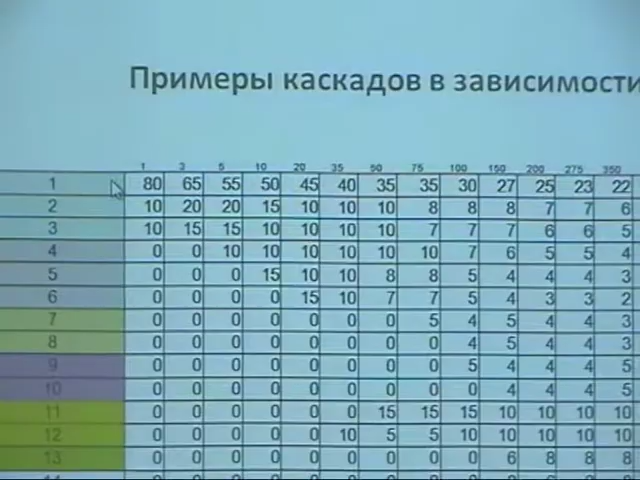 Примеры каскадов в зависимости
1 2 5 10 20 35 50 75 100 150 200 275 350
1 80 65 55 50 45 40 35 35 30 27 25 23 22
2 10 20 20 15 10 10 10 8 8 8 7 7 6
3 10 15 15 10 10 10 10 7 7 7 6 6 5
4 0 0 10 10 10 10 10 10 7 6 5 5 4
5 0 0 0 15 10 10 8 8 5 4 4 4 3
6 0 0 0 0 15 10 7 7 5 4 3 3 2
7 0 0 0 0 0 0 0 5 4 5 4 4 3
8 0 0 0 0 0 0 0 0 4 5 4 4 3
9 0 0 0 0 0 0 0 0 5 4 4 4 5
10 0 0 0 0 0 0 0 0 0 4 4 4 5
11 0 0 0 0 0 0 15 15 15 10 10 10 10
12 0 0 0 0 0 10 5 5 10 10 10 10 10
13 0 0 0 0 0 0 0 0 0 6 8 8 8